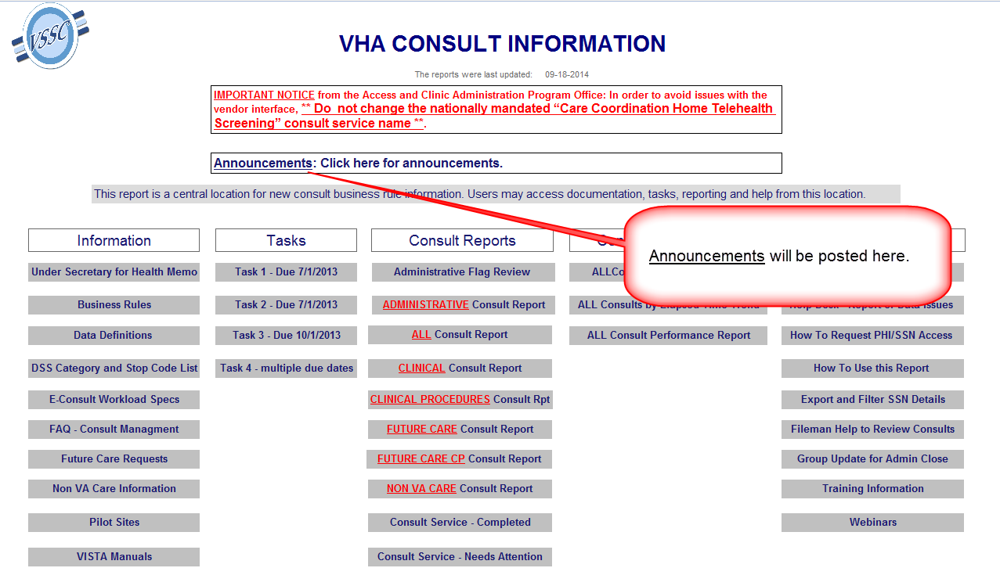 VSSC
VHA CONSULT INFORMATION
The reports were last updated: 09-18-2014
IMPORTANT NOTICE from the Access and Clinic Administration Program Office: In order to avoid issues with the
vendor interface, ** Do not change the nationally mandated “Care Coordination Home Telehealth
Screening” consult service name **.
Announcements: Click here for announcements.
This report is a central location for new consult business rule information. Users may access documentation, tasks, reporting and help from this location.
Announcements will be posted here.
Information
Under Secretary for Health Memo
Business Rules
Data Definitions
DSS Category and Stop Code List
E-Consult Workload Specs
FAQ - Consult Managment
Future Care Requests
Non VA Care Information
Pilot Sites
VISTA Manuals
Tasks
Task 1 - Due 7/1/2013
Task 2 - Due 7/1/2013
Task 3 - Due 10/1/2013
Task 4 - multiple due dates
Consult Reports
Administrative Flag Review
ADMINISTRATIVE Consult Report
ALL Consult Report
CLINICAL Consult Report
CLINICAL PROCEDURES Consult Rpt
FUTURE CARE Consult Report
FUTURE CARE CP Consult Report
NON VA CARE Consult Report
Consult Service - Completed
Consult Service - Needs Attention
ALL Consults by Elapsed Time Trend
ALL Consult Performance Report
Help Desk - Report of Data Issues
How To Request PHI/SSN Access
How To Use this Report
Export and Filter SSN Details
Fileman Help to Review Consults
Group Update for Admin Close
Training Information
Webinars